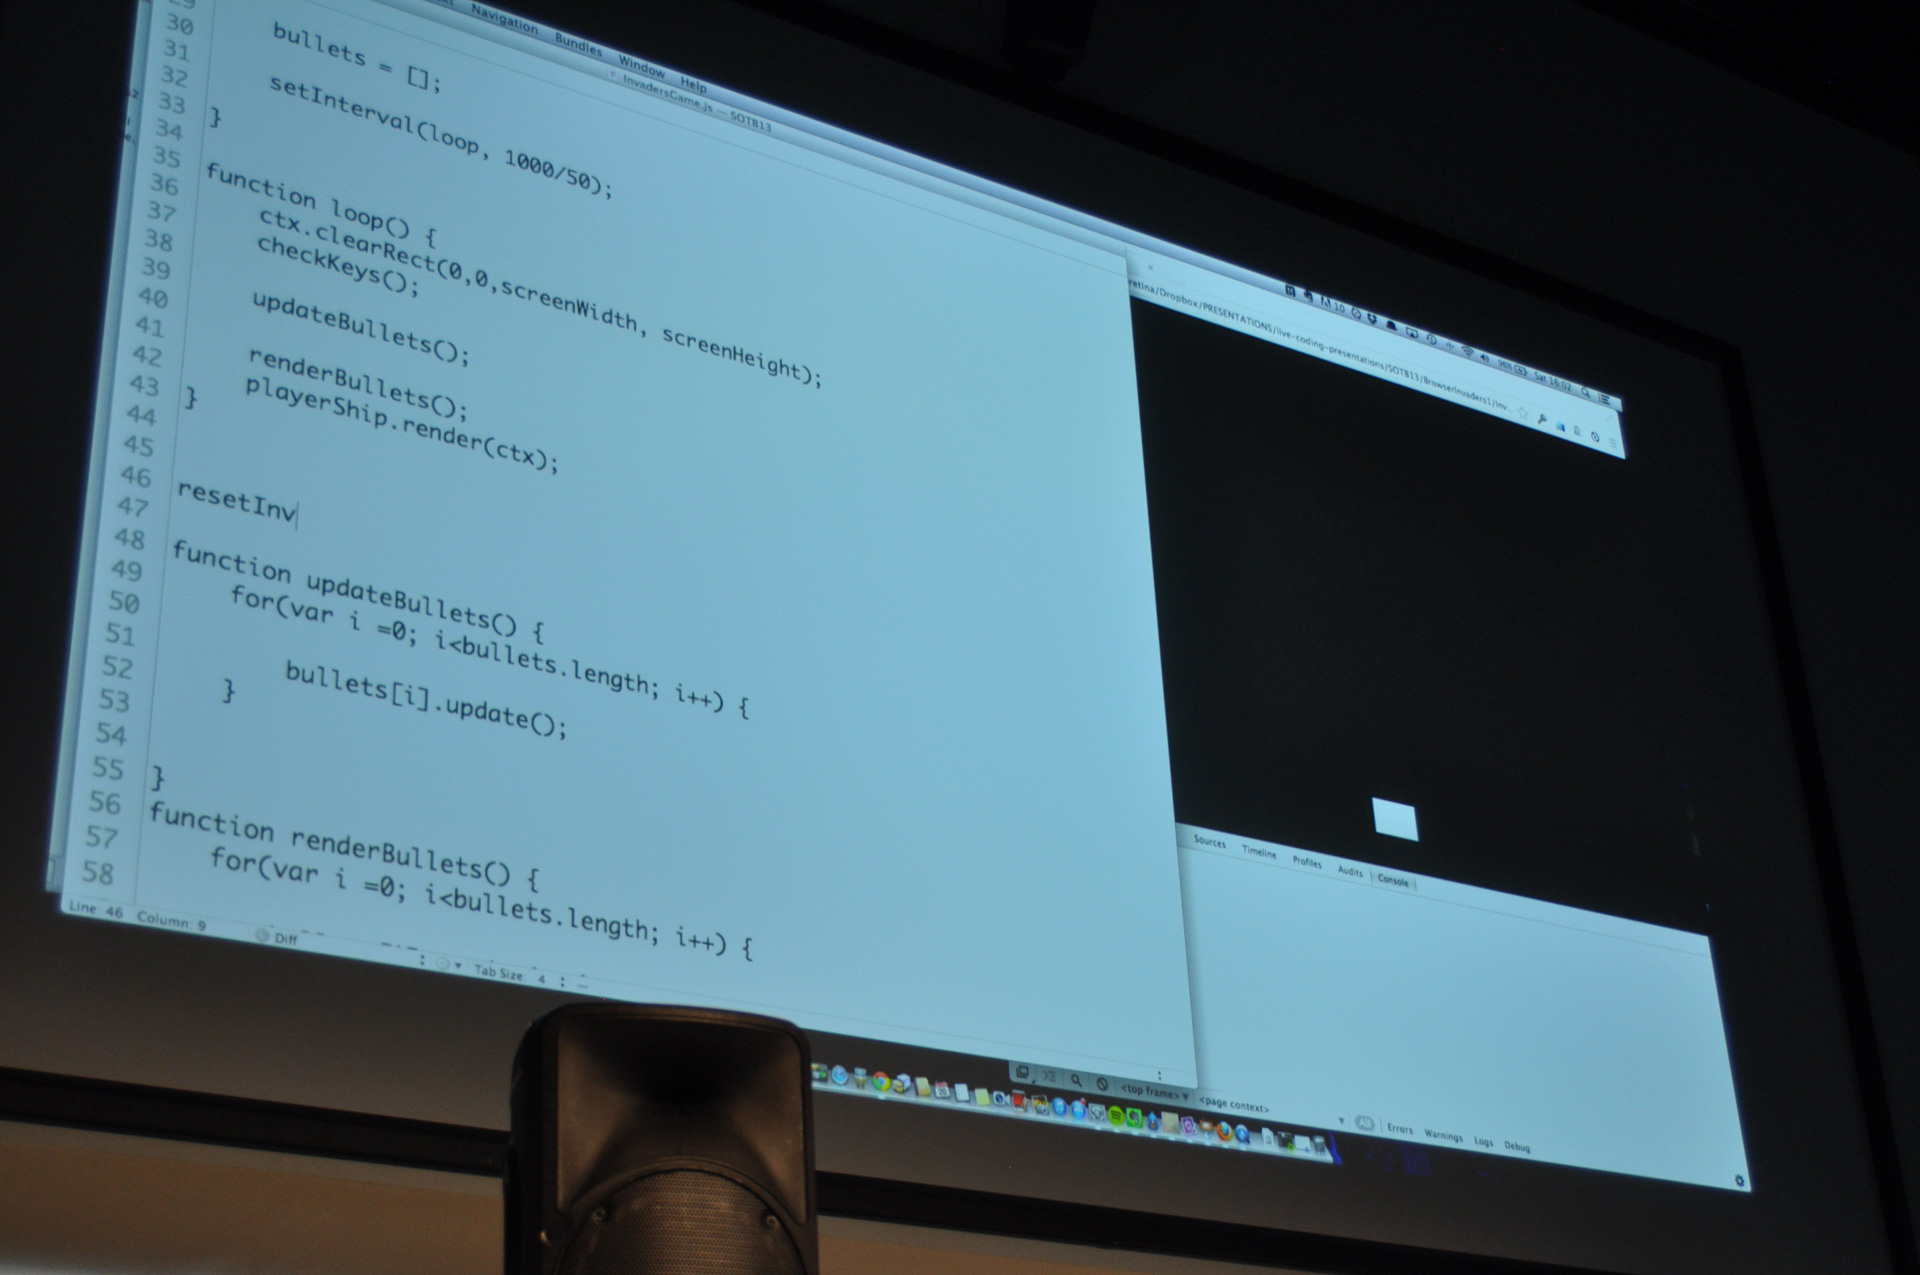 Navigation Bundles Window Help
InvadersGame.js — SOTB13
29
30 bullets = [];
31
32 setInterval(loop, 1000/50);
33 }
34
35 function loop() {
36 ctx.clearRect(0,0,screenWidth, screenHeight);
37 checkKeys();
38
39 updateBullets();
40
41 renderBullets();
42 playerShip.render(ctx);
43 }
44
45
46 resetInv
47
48 function updateBullets() {
49 for(var i =0; i<bullets.length; i++) {
50
51 bullets[i].update();
52 }
53
54
55 }
56 function renderBullets() {
57 for(var i =0; i<bullets.length; i++) {
58
Line: 46 Column: 9 Diff Tab Size: 4
10 36% Sat 16:02
retina/Dropbox/PRESENTATIONS/live-coding-presentations/SOTB13/BrowserInvaders1/Inv
Sources Timeline Profiles Audits Console
<top frame> <page context> All Errors Warnings Logs Debug